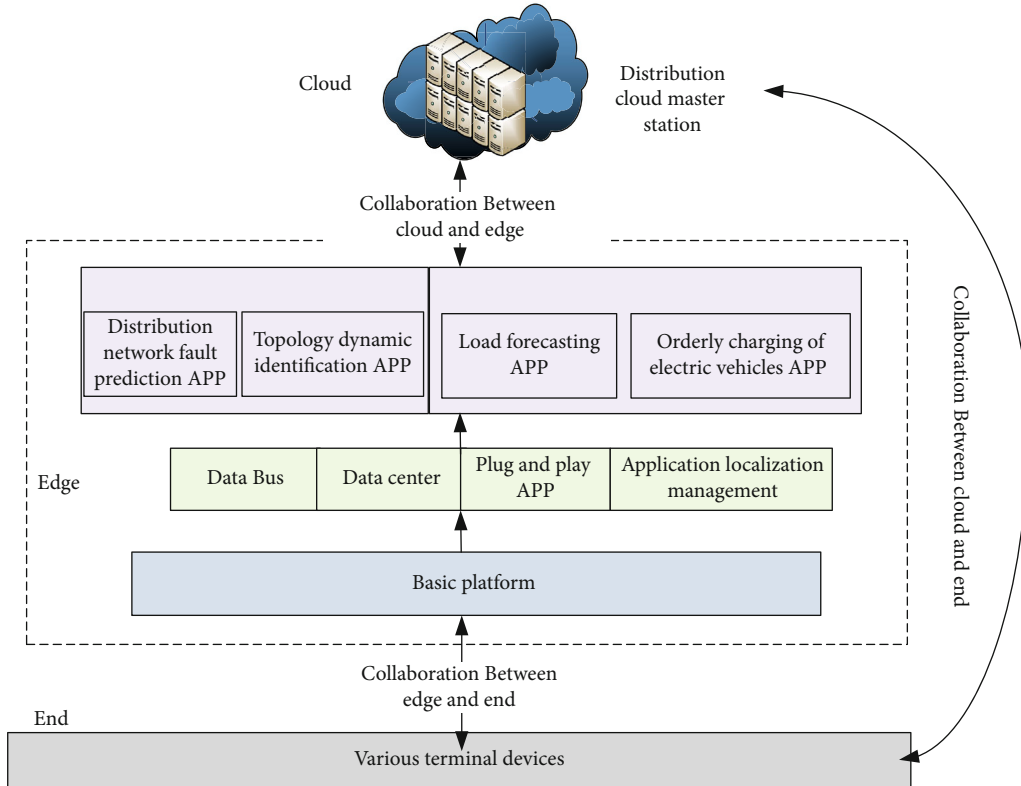 Cloud
Distribution
cloud master
station
Collaboration Between
cloud and edge
Distribution
network fault
prediction APP
Topology dynamic
identification APP
Load forecasting
APP
Orderly charging of
electric vehicles APP
Collaboration Between cloud and end
Edge
Data Bus
Data center
Plug and play
APP
Application localization
management
Basic platform
Collaboration Between
edge and end
End
Various terminal devices